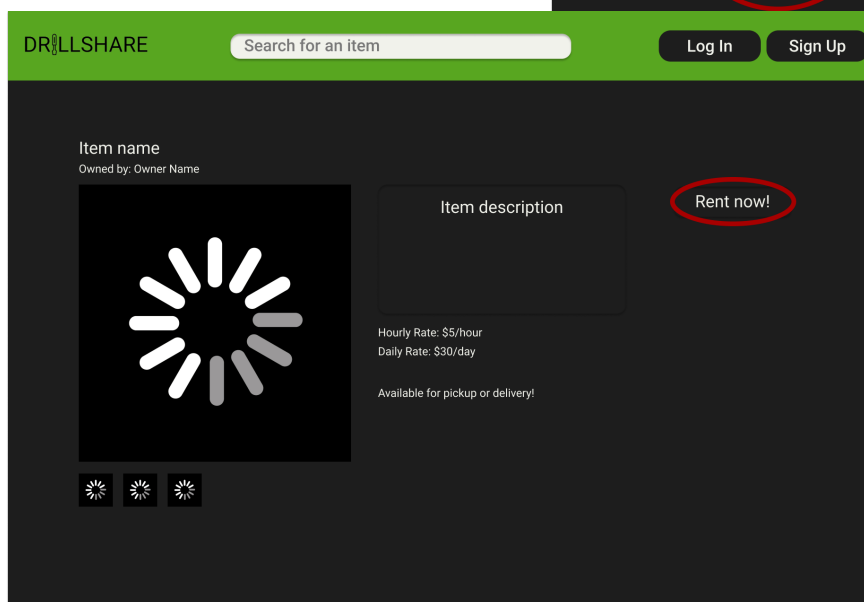 DRILLSHARE
Search for an item
Log In
Sign Up
Item name
Owned by: Owner Name
Item description
Rent now!
Hourly Rate: $5/hour
Daily Rate: $30/day
Available for pickup or delivery!